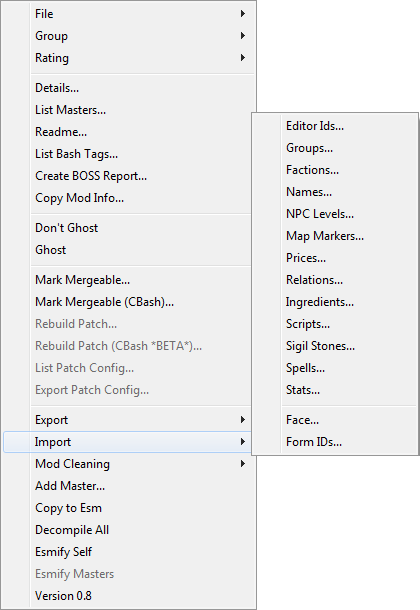 File
Group
Rating
Details...
List Masters...
Readme...
List Bash Tags...
Create BOSS Report...
Copy Mod Info...
Don't Ghost
Ghost
Mark Mergeable...
Mark Mergeable (CBash)...
Rebuild Patch...
Rebuild Patch (CBash *BETA*)...
List Patch Config...
Export Patch Config...
Export
Import
Mod Cleaning
Add Master...
Copy to Esm
Decompile All
Esmify Self
Esmify Masters
Version 0.8
Editor Ids...
Groups...
Factions...
Names...
NPC Levels...
Map Markers...
Prices...
Relations...
Ingredients...
Scripts...
Sigil Stones...
Spells...
Stats...
Face...
Form IDs...